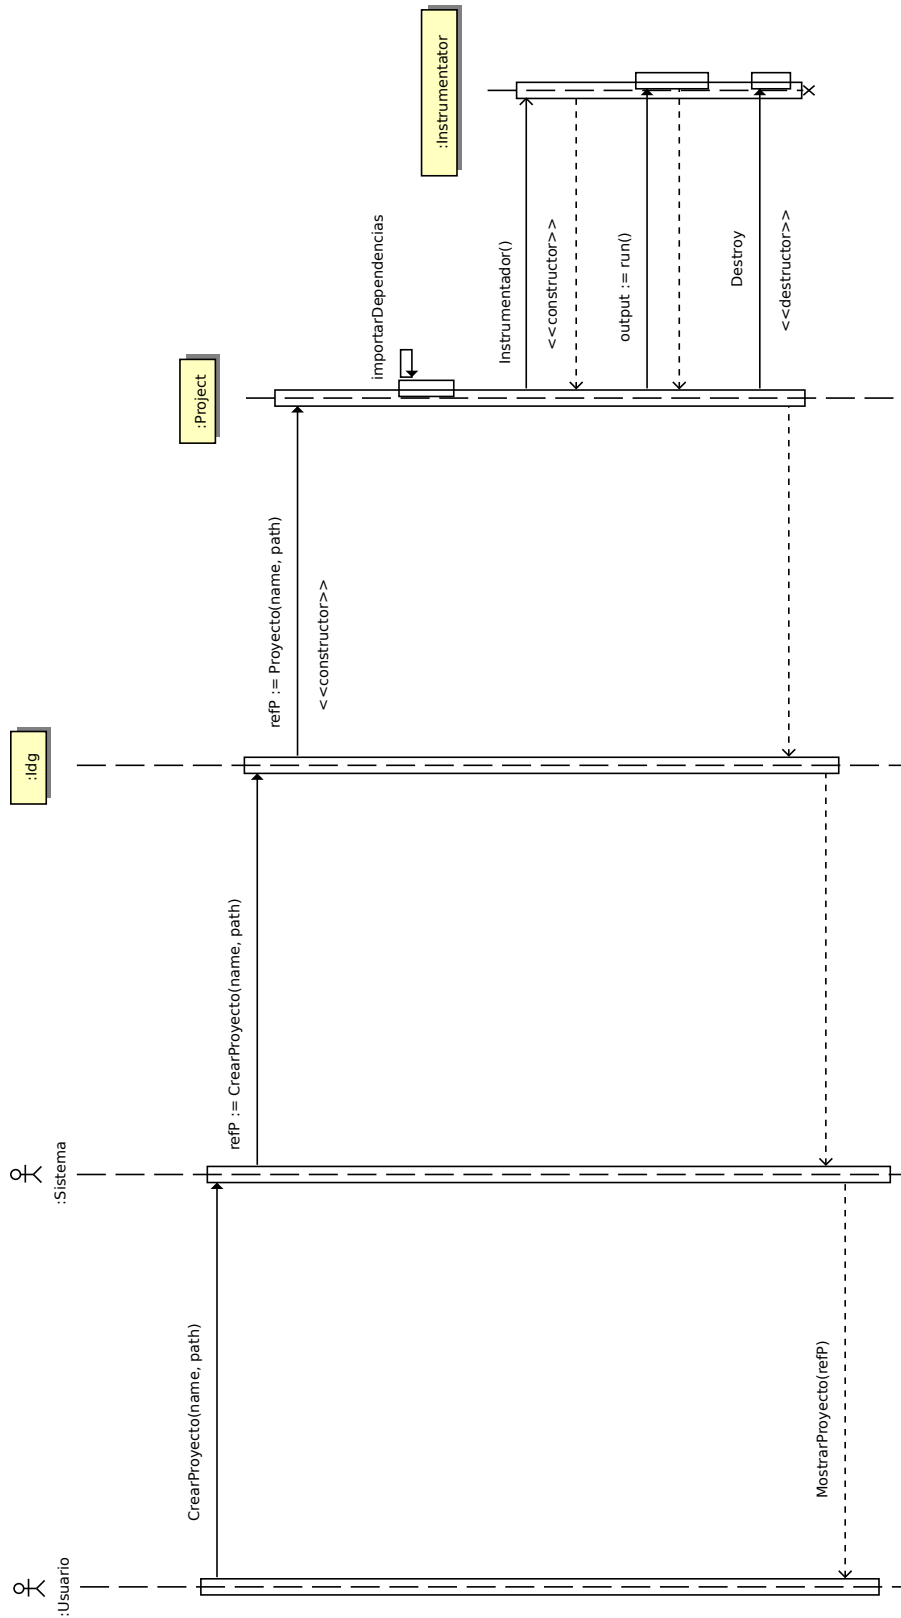 :Usuario
:Sistema
:Idg
:Project
:Instrumentator
CrearProyecto(name, path)
refP := CrearProyecto(name, path)
refP := Proyecto(name, path)
<<constructor>>
importarDependencias
Instrumentador()
<<constructor>>
output := run()
Destroy
<<destructor>>
MostrarProyecto(refP)